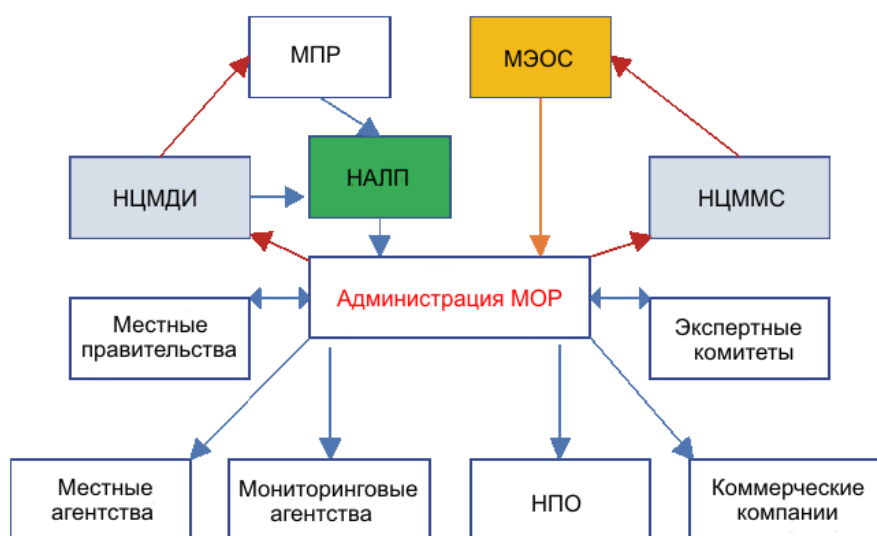 МПР
МЭОС
НЦМДИ
НАЛП
НЦММС
Администрация МОР
Местные
правительства
Экспертные
комитеты
Местные
агентства
Мониторинговые
агентства
НПО
Коммерческие
компании